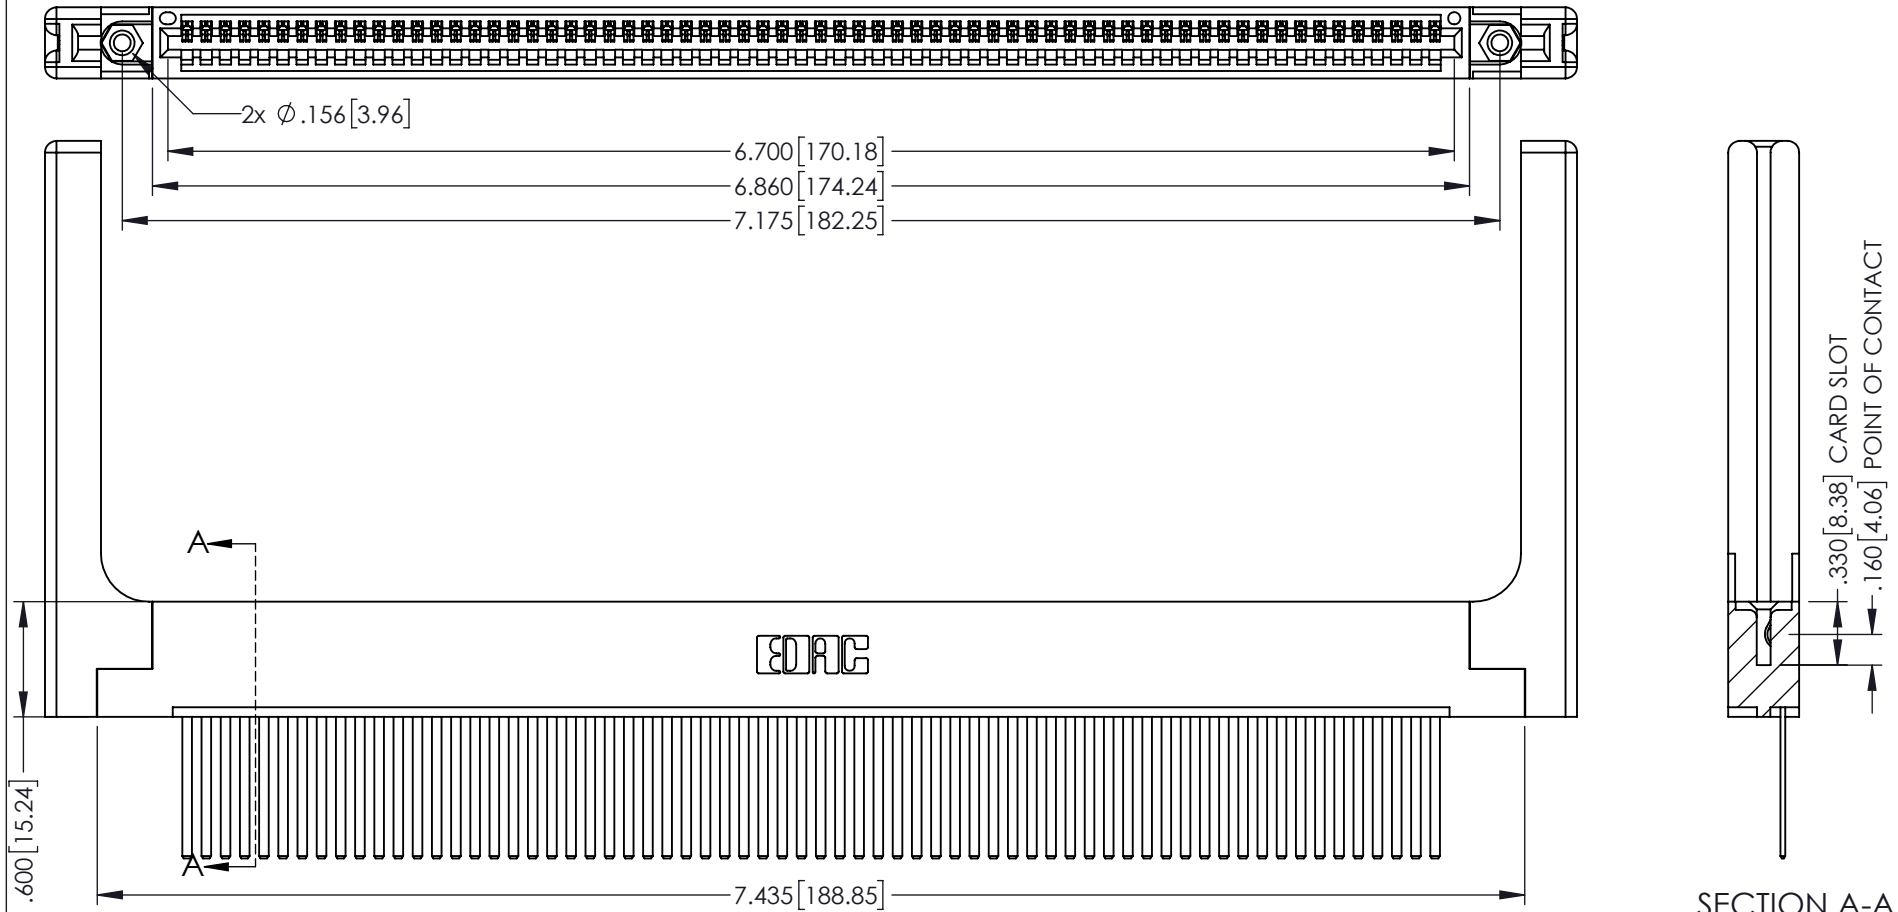 2x Ø.156[3.96]
6.700[170.18]
6.860[174.24]
7.175[182.25]
.330[8.38] CARD SLOT
.160[4.06] POINT OF CONTACT
A
EDAC
.600[15.24]
A
7.435[188.85]
SECTION A-A